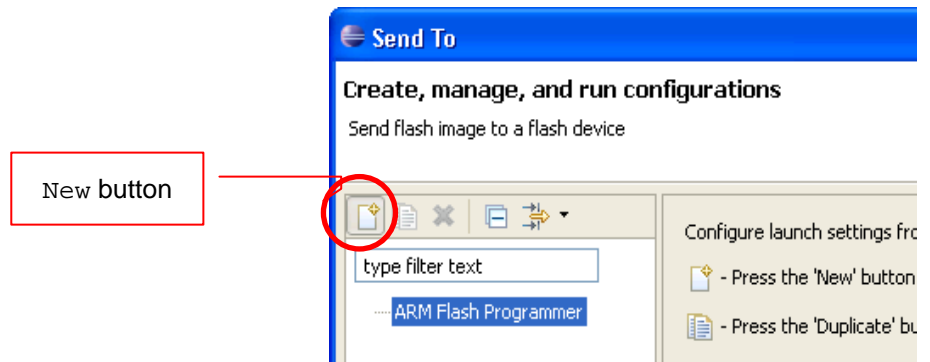 Send To
Create, manage, and run configurations
Send flash image to a flash device
New button
type filter text
ARM Flash Programmer
Configure launch settings fro
- Press the 'New' button
- Press the 'Duplicate' bu